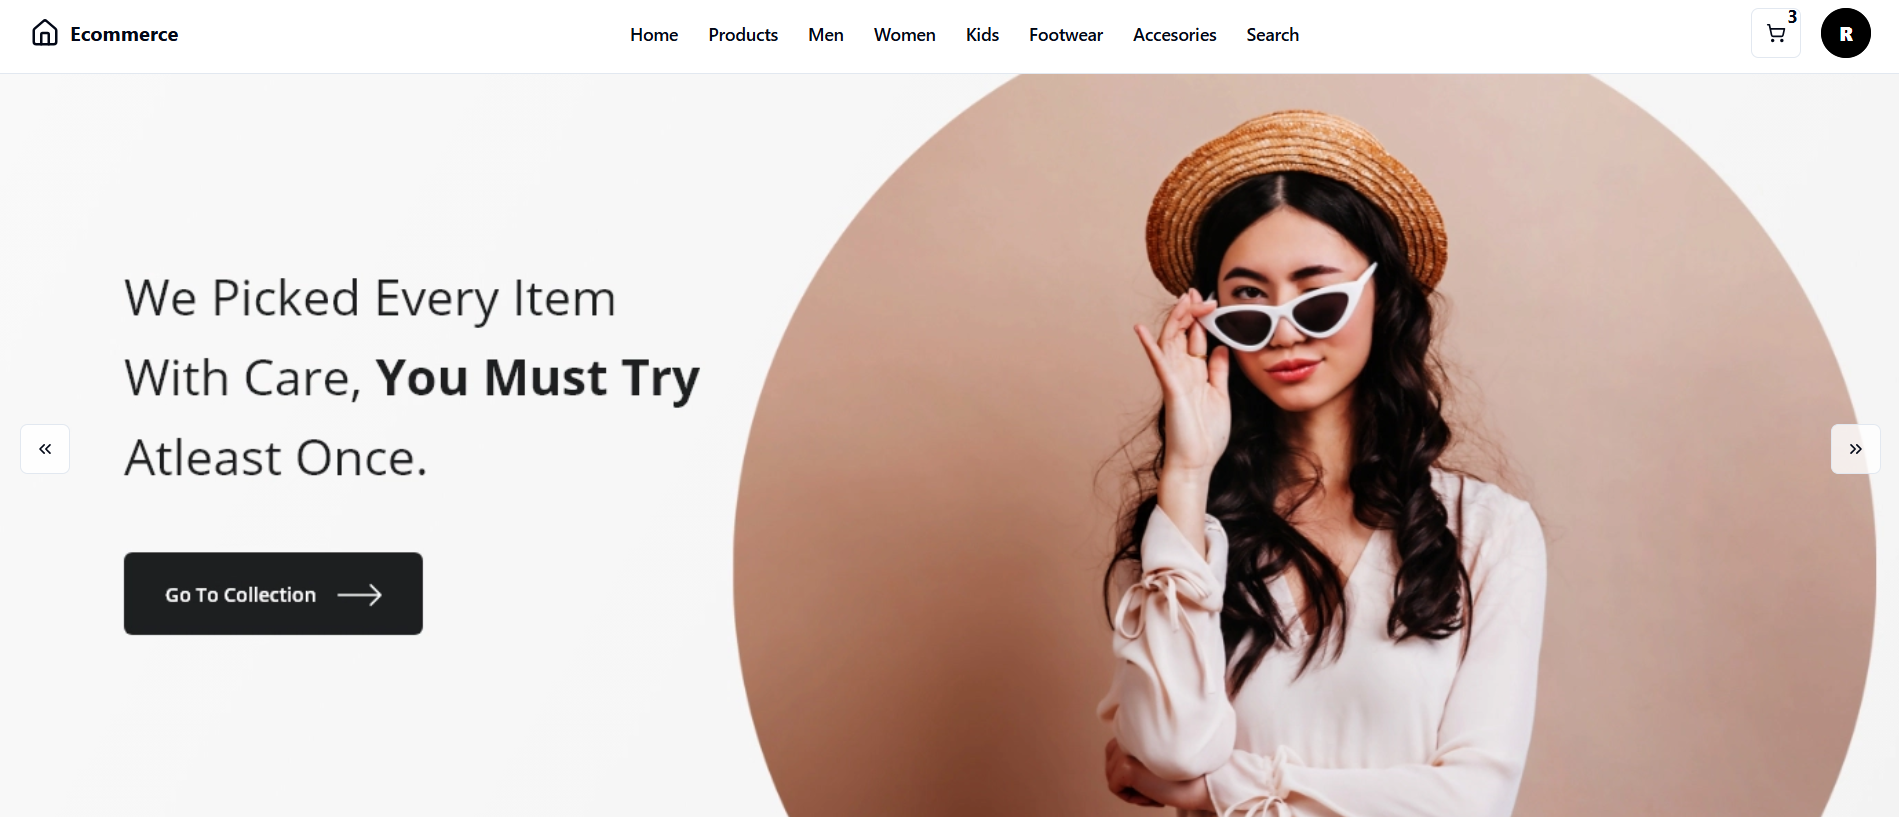 Ecommerce
Home Products Men Women Kids Footwear Accesories Search
3
R
We Picked Every Item
With Care, You Must Try
Atleast Once.
Go To Collection